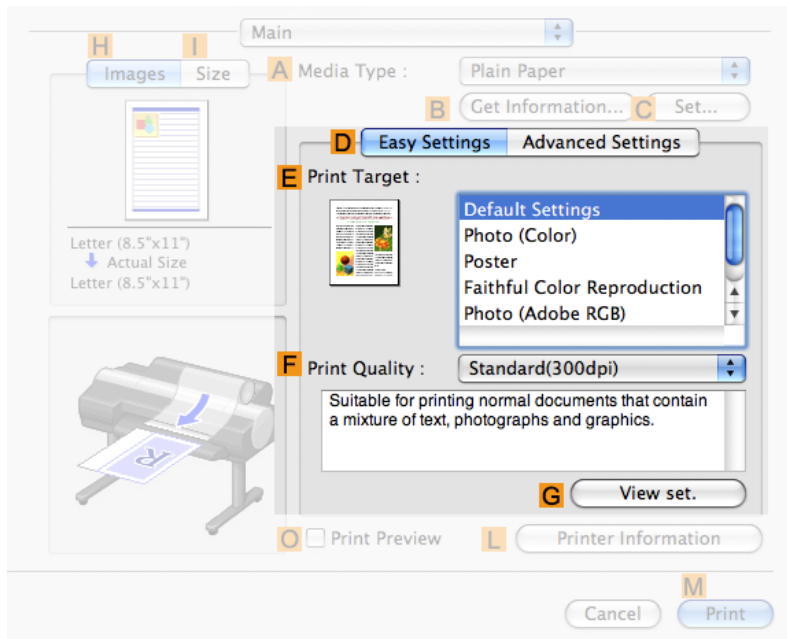 Main
H
I
Images Size
A Media Type : Plain Paper
B Get Information... C Set...
D Easy Settings Advanced Settings
E Print Target :
Default Settings
Photo (Color)
Poster
Faithful Color Reproduction
Photo (Adobe RGB)
Letter (8.5"x11")
Actual Size
Letter (8.5"x11")
F Print Quality : Standard(300dpi)
Suitable for printing normal documents that contain
a mixture of text, photographs and graphics.
R
G View set.
O Print Preview L Printer Information
M
Cancel Print